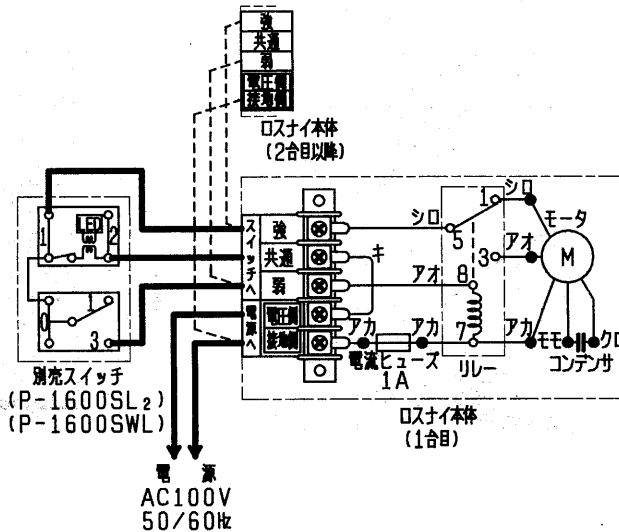 強
共通
弱
電圧側
接地側
ロスナイ本体
(2台目以降)
1
LED
2
1
3
別売スイッチ
(P-1600SL₂)
(P-1600SWL)
スイッチへ
電源へ
強
共通
弱
電圧側
接地側
シロ
キ
アオ
アカ
アカ
電流ヒューズ
1A
5
1
3
8
7
リレー
シロ
アオ
アカ
モータ
M
モモ
クロ
コンデンサ
ロスナイ本体
(1台目)
電源
AC100V
50/60Hz